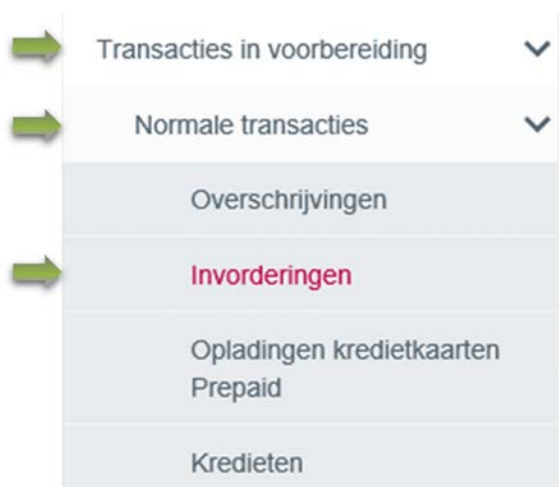 Transacties in voorbereiding
Normale transacties
Overschrijvingen
Invorderingen
Opladingen kredietkaarten
Prepaid
Kredieten